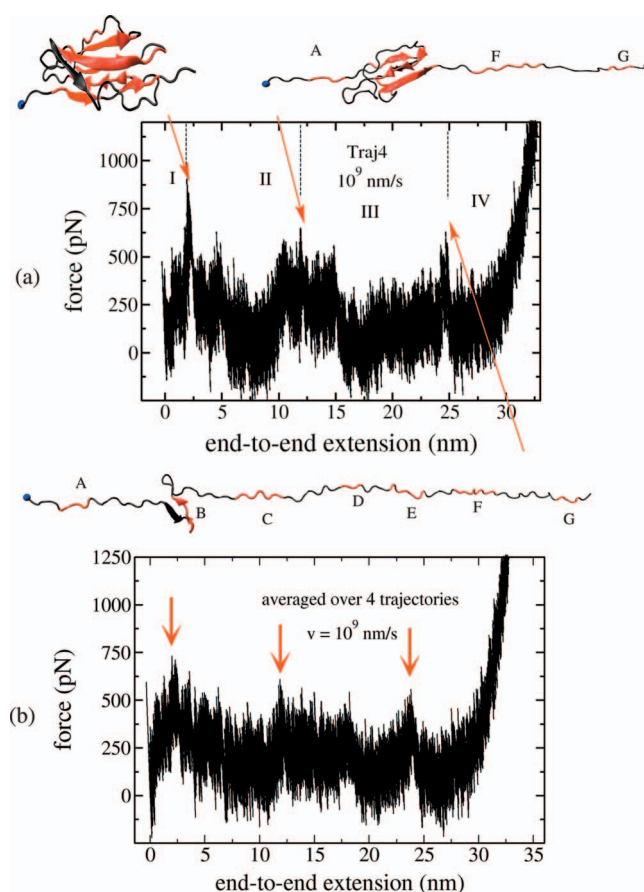 A
F
G
1000
750
500
250
0
force (pN)
(a)
I
II
III
IV
Traj4
10⁹ nm/s
0 5 10 15 20 25 30
end-to-end extension (nm)
A
B
C
D
E
F
G
1250
1000
750
500
250
0
force (pN)
(b)
averaged over 4 trajectories
v = 10⁹ nm/s
0 5 10 15 20 25 30 35
end-to-end extension (nm)